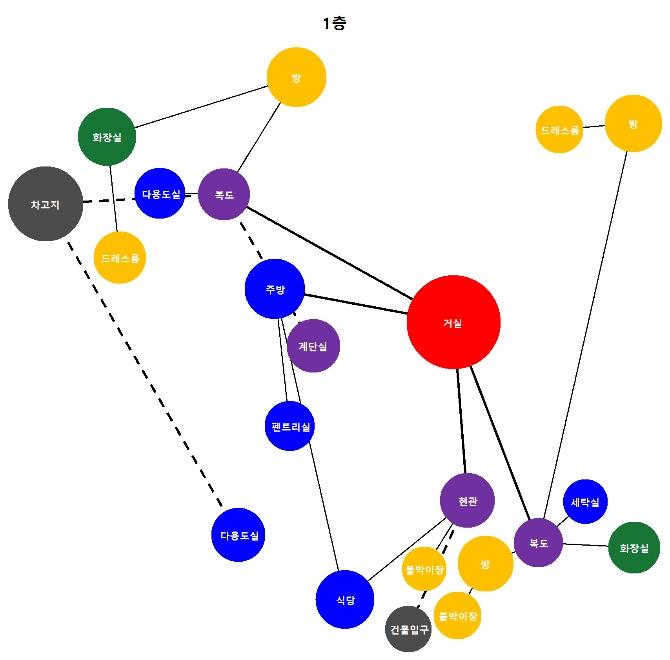 1층
방
화장실
드레스룸
방
차고지
다용도실
복도
드레스룸
주방
거실
계단실
펜트리실
현관
세탁실
다용도실
복도
화장실
붙박이장
방
식당
붙박이장
건물입구